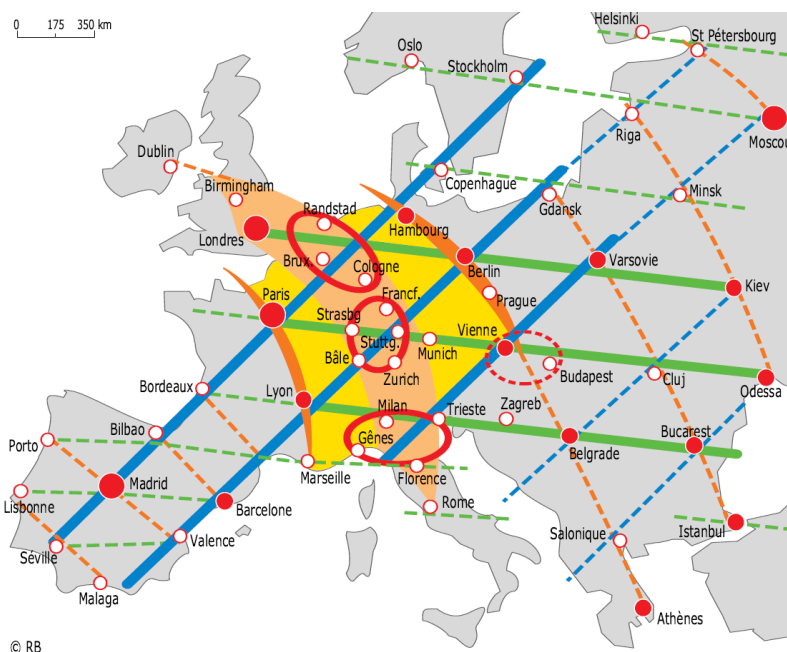 0 175 350 km
Helsinki
St Pétersbourg
Oslo
Stockholm
Moscou
Riga
Dublin
Birmingham
Copenhague
Minsk
Gdansk
Randstad
Londres
Hambourg
Brux.
Cologne
Berlin
Varsovie
Kiev
Paris
Francf.
Prague
Strasbg
Stuttg.
Vienne
Munich
Bâle
Zurich
Budapest
Cluj
Odessa
Bordeaux
Lyon
Milan
Trieste
Zagreb
Bilbao
Gênes
Bucarest
Porto
Belgrade
Marseille
Florence
Madrid
Lisbonne
Barcelone
Rome
Istanbul
Séville
Valence
Salonique
Malaga
Athènes
© RB